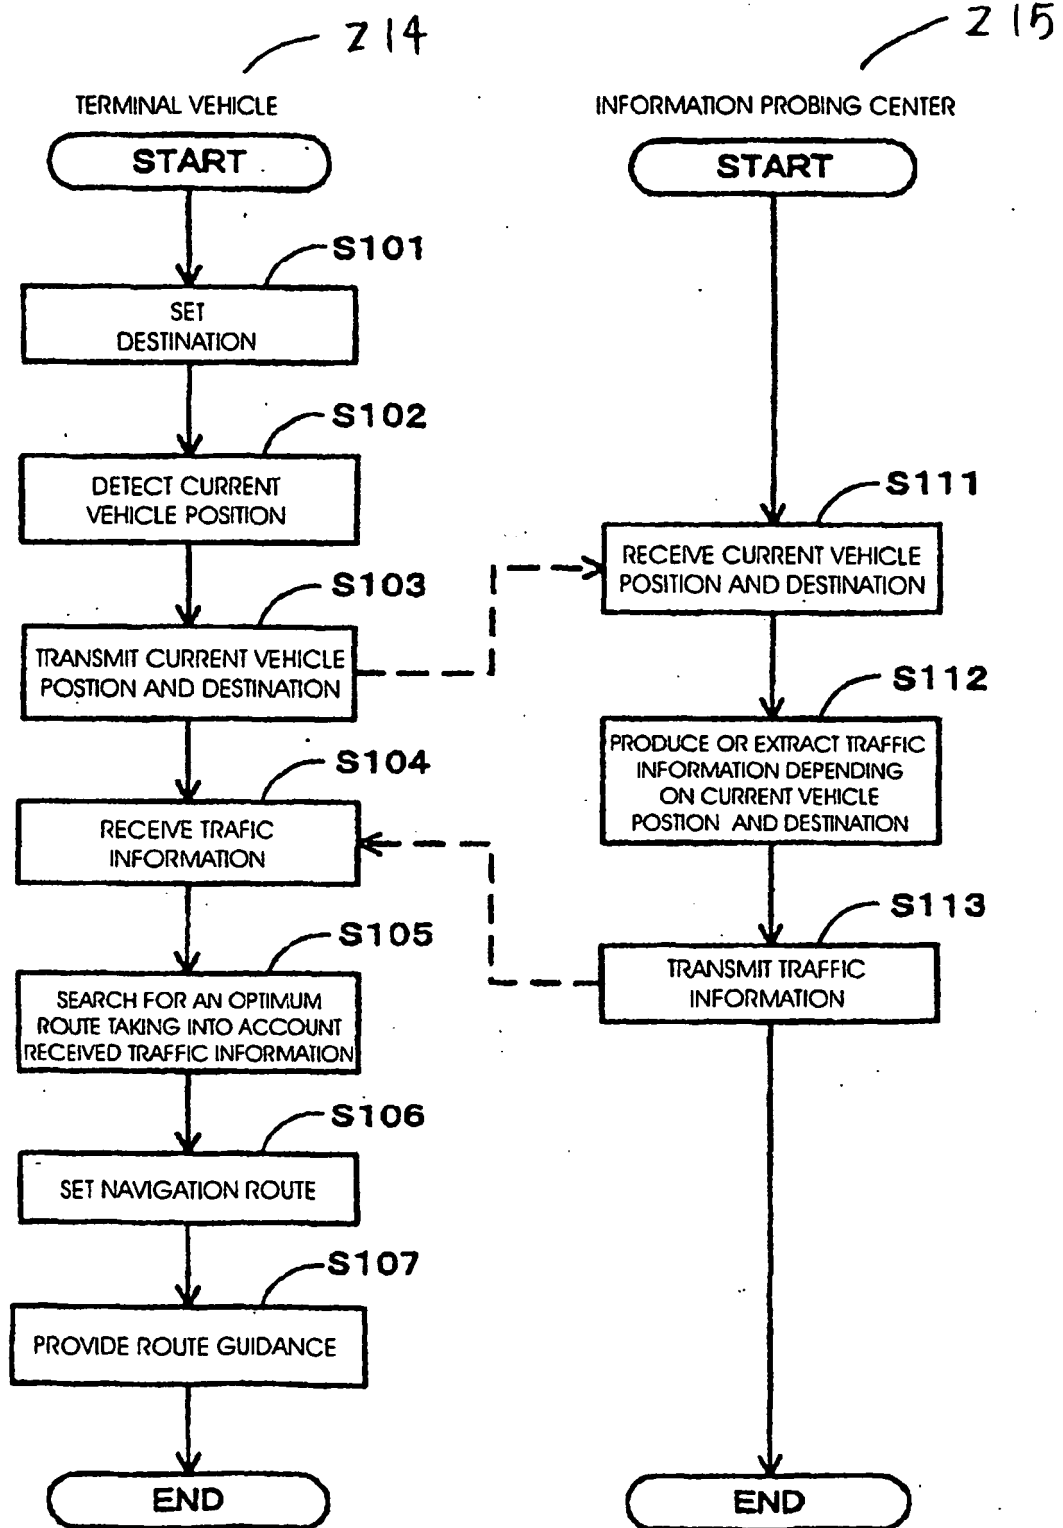 Z 14
TERMINAL VEHICLE
START
S101
SET
DESTINATION
S102
DETECT CURRENT
VEHICLE POSITION
S103
TRANSMIT CURRENT VEHICLE
POSTION AND DESTINATION
S104
RECEIVE TRAFIC
INFORMATION
S105
SEARCH FOR AN OPTIMUM
ROUTE TAKING INTO ACCOUNT
RECEIVED TRAFFIC INFORMATION
S106
SET NAVIGATION ROUTE
S107
PROVIDE ROUTE GUIDANCE
END
Z 15
INFORMATION PROBING CENTER
START
S111
RECEIVE CURRENT VEHICLE
POSITION AND DESTINATION
S112
PRODUCE OR EXTRACT TRAFFIC
INFORMATION DEPENDING
ON CURRENT VEHICLE
POSTION AND DESTINATION
S113
TRANSMIT TRAFFIC
INFORMATION
END